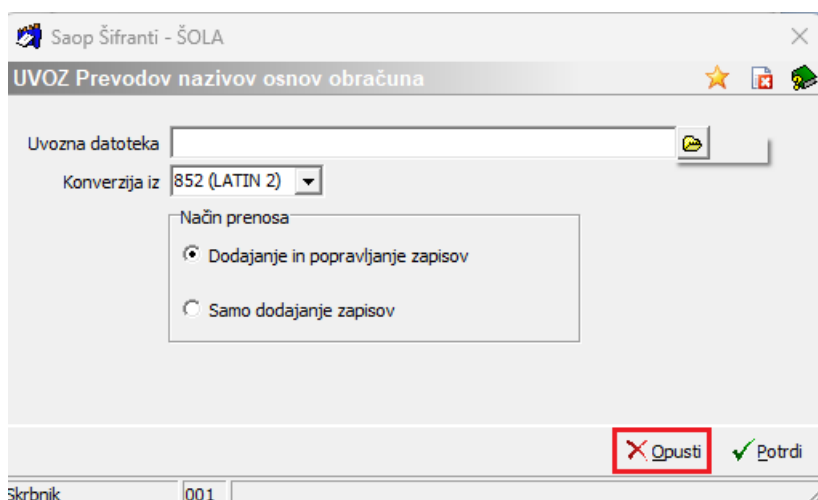 Saop Šifranti - ŠOLA
UVOZ Prevodov nazivov osnov obračuna
Uvozna datoteka
Konverzija iz 852 (LATIN 2)
Način prenosa
Dodajanje in popravljanje zapisov
Samo dodajanje zapisov
Opusti Potrdi
Skrbnik 001